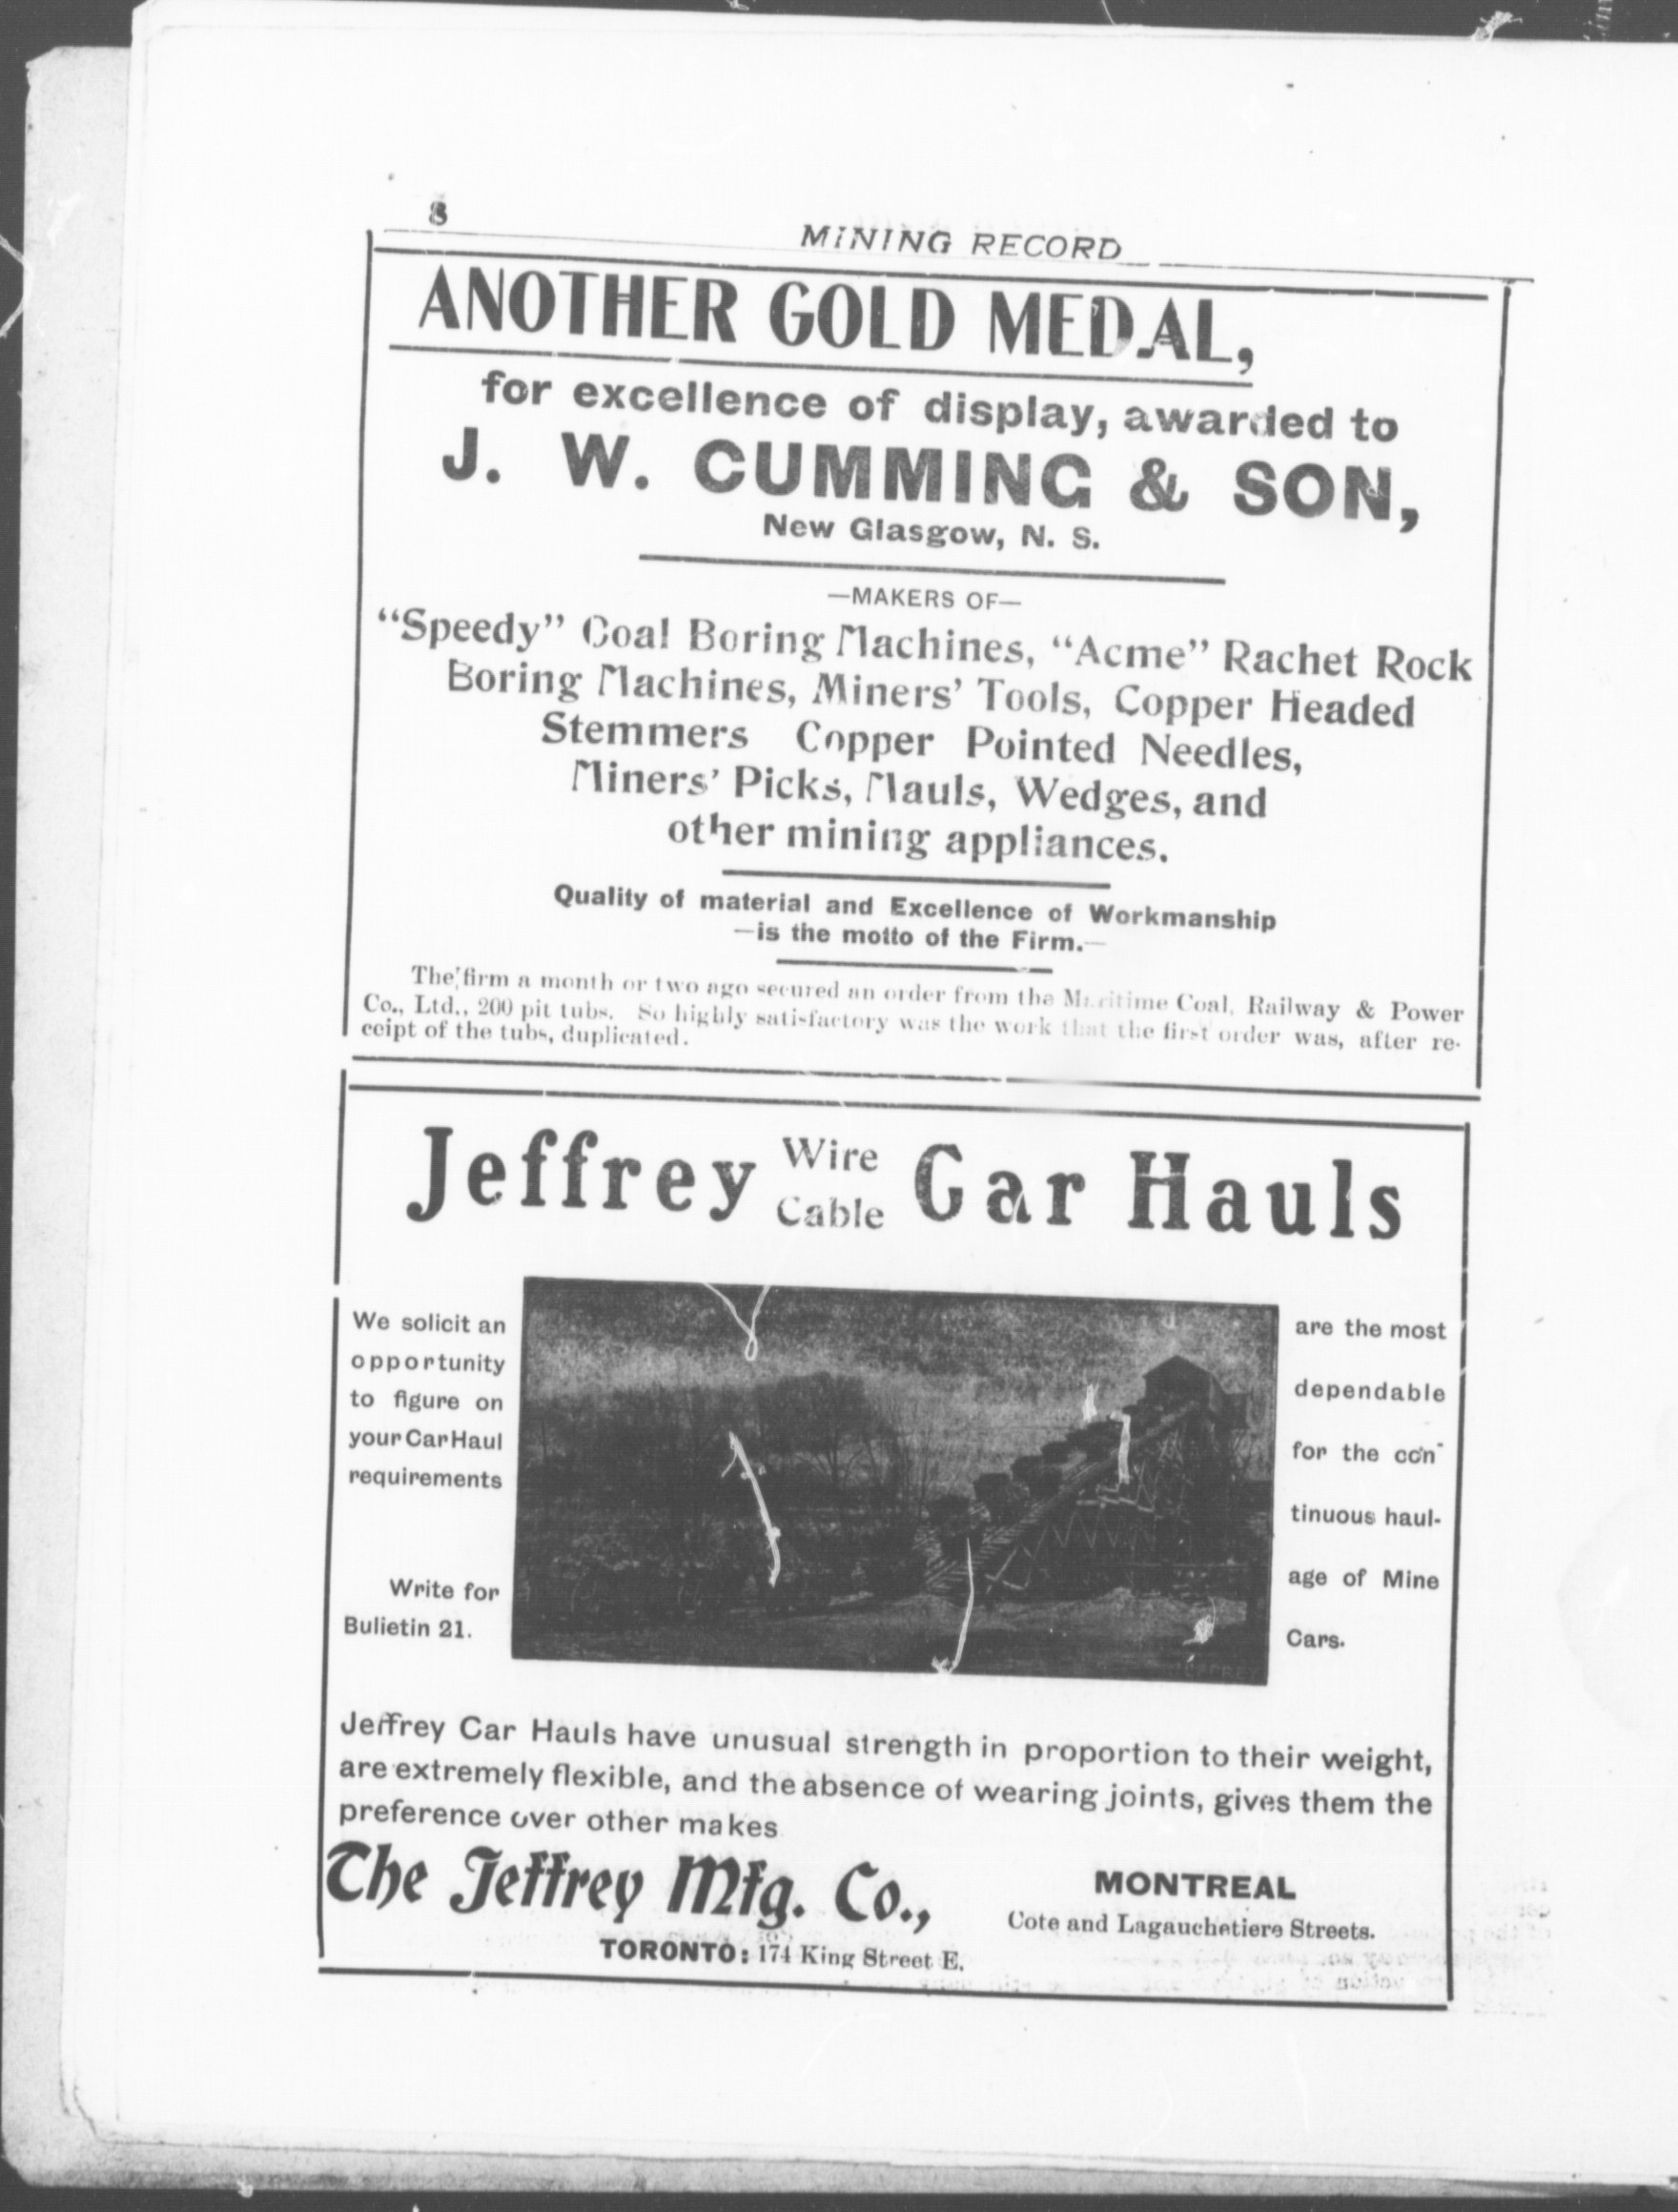 8
MINING RECORD
ANOTHER GOLD MEDAL,
for excellence of display, awarded to
J. W. CUMMING & SON,
New Glasgow, N. S.
—MAKERS OF—
“Speedy” Coal Boring Machines, “Acme” Rachet Rock
Boring Machines, Miners’ Tools, Copper Headed
Stemmers Copper Pointed Needles,
Miners’ Picks, Mauls, Wedges, and
other mining appliances.
Quality of material and Excellence of Workmanship
—is the motto of the Firm.—
The firm a month or two ago secured an order from the Maritime Coal, Railway & Power
Co., Ltd., 200 pit tubs. So highly satisfactory was the work that the first order was, after re-
ceipt of the tubs, duplicated.
Jeffrey Wire Cable Car Hauls
We solicit an
opportunity
to figure on
your Car Haul
requirements
Write for
Bulletin 21.
are the most
dependable
for the con-
tinuous haul-
age of Mine
Cars.
JEFFREY
Jeffrey Car Hauls have unusual strength in proportion to their weight,
are extremely flexible, and the absence of wearing joints, gives them the
preference over other makes
The Jeffrey Mfg. Co.,
MONTREAL
Cote and Lagauchetiere Streets.
TORONTO: 174 King Street E.